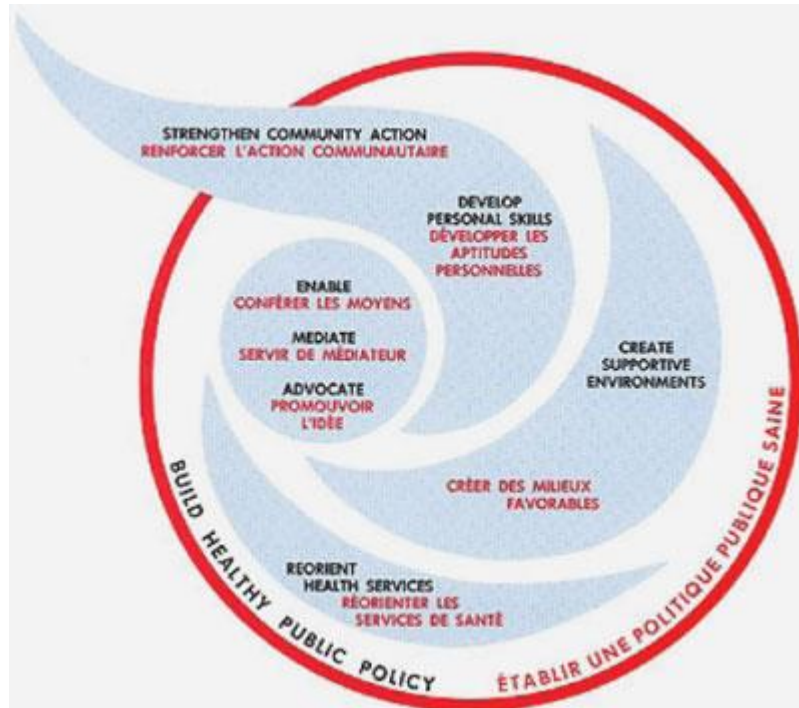 STRENGTHEN COMMUNITY ACTION
RENFORCER L'ACTION COMMUNAUTAIRE
DEVELOP
PERSONAL SKILLS
DÉVELOPPER LES
APTITUDES
PERSONNELLES
ENABLE
CONFÉRER LES MOYENS
MEDIATE
SERVIR DE MÉDIATEUR
ADVOCATE
PROMOUVOIR
L'IDÈE
CREATE
SUPPORTIVE
ENVIRONMENTS
CRÉER DES MILIEUX
FAVORABLES
REORIENT
HEALTH SERVICES
RÉORIENTER LES
SERVICES DE SANTÉ
BUILD HEALTHY PUBLIC POLICY
ÉTABLIR UNE POLITIQUE PUBLIQUE SAINE